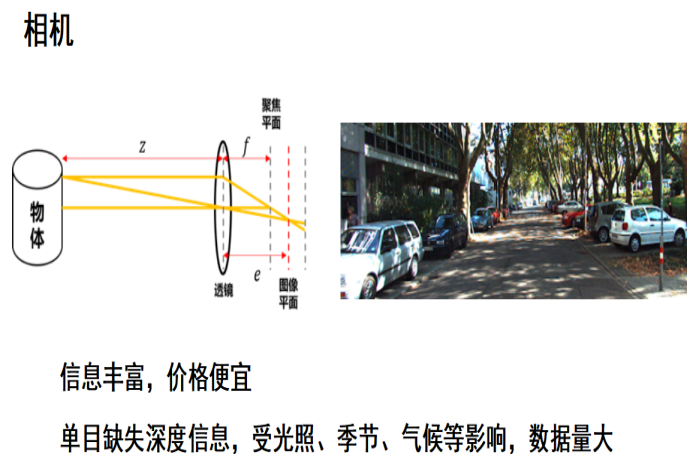 相机
聚焦
平面
z
f
物
体
e
透镜
图像
平面
信息丰富，价格便宜
单目缺失深度信息，受光照、季节、气候等影响，数据量大